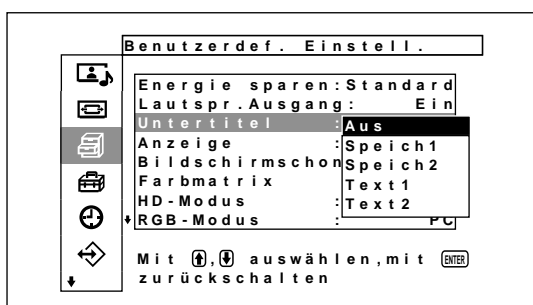 Benutzerdef. Einstell.
Energie sparen:Standard
Lautspr.Ausgang: Ein
Untertitel :Aus
Anzeige :Speich1
Bildschirmschon Speich2
Farbmatrix Text1
HD-Modus :Text2
RGB-Modus : PC
Mit ,  auswählen,mit ENTER
zurückschalten